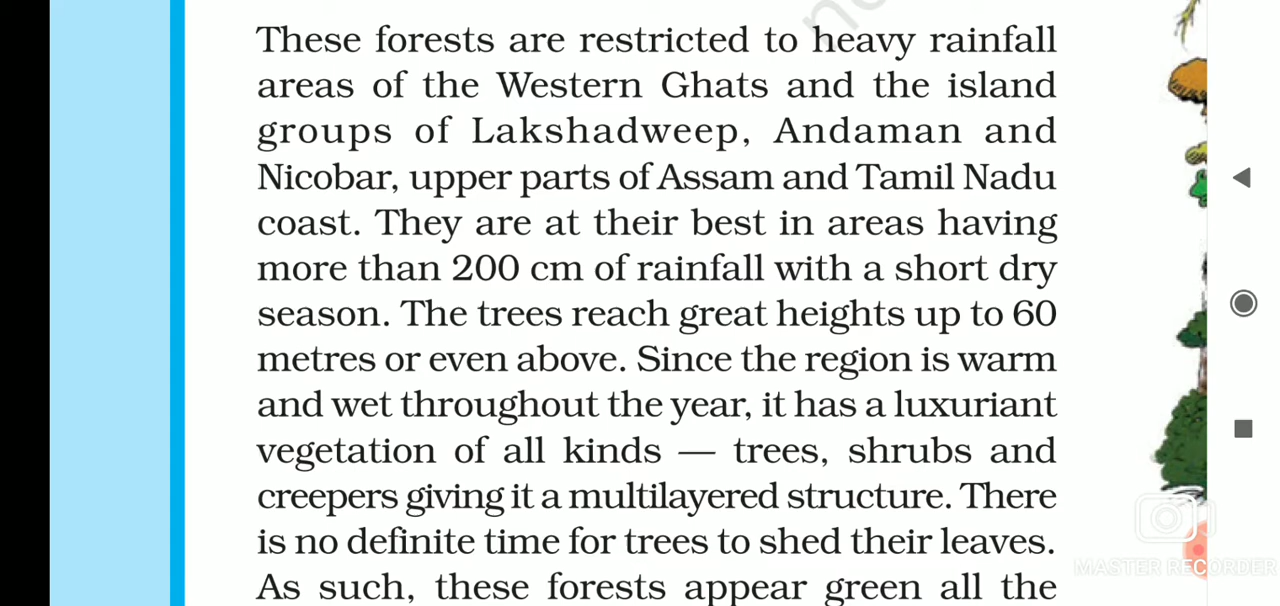 These forests are restricted to heavy rainfall
areas of the Western Ghats and the island
groups of Lakshadweep, Andaman and
Nicobar, upper parts of Assam and Tamil Nadu
coast. They are at their best in areas having
more than 200 cm of rainfall with a short dry
season. The trees reach great heights up to 60
metres or even above. Since the region is warm
and wet throughout the year, it has a luxuriant
vegetation of all kinds — trees, shrubs and
creepers giving it a multilayered structure. There
is no definite time for trees to shed their leaves.
As such, these forests appear green all the
MASTER RECORDER